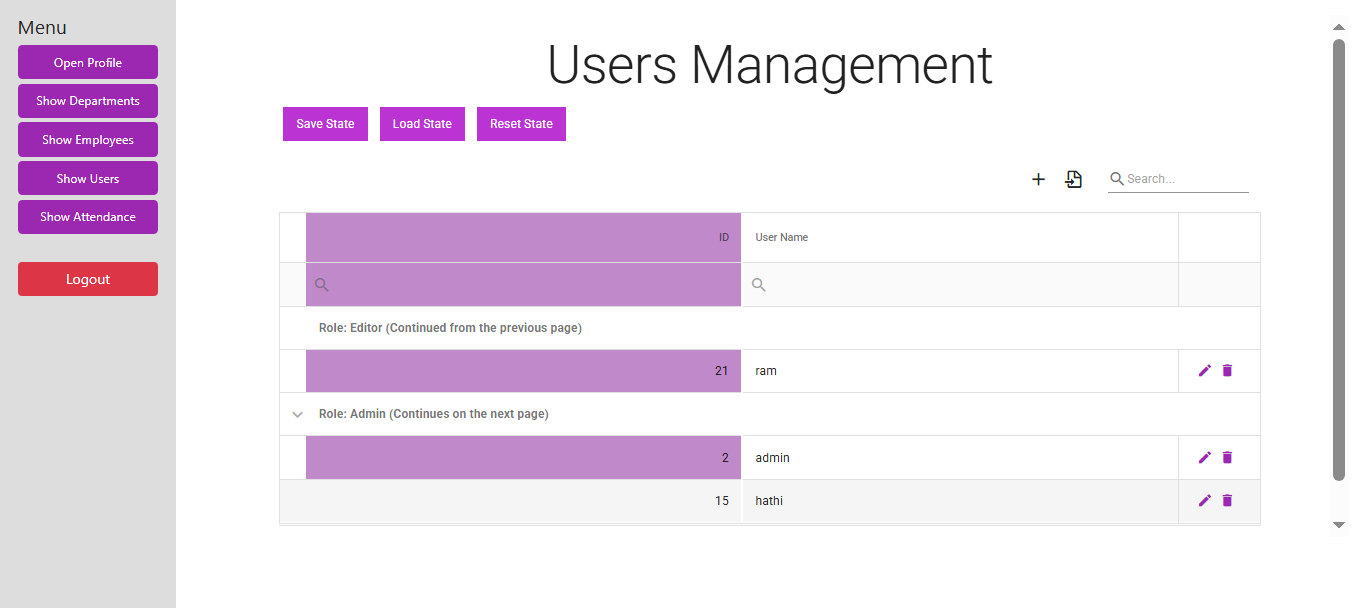 Menu
Open Profile
Show Departments
Show Employees
Show Users
Show Attendance
Logout
Users Management
Save State Load State Reset State
Search...
ID User Name
Role: Editor (Continued from the previous page)
21 ram
Role: Admin (Continues on the next page)
2 admin
15 hathi